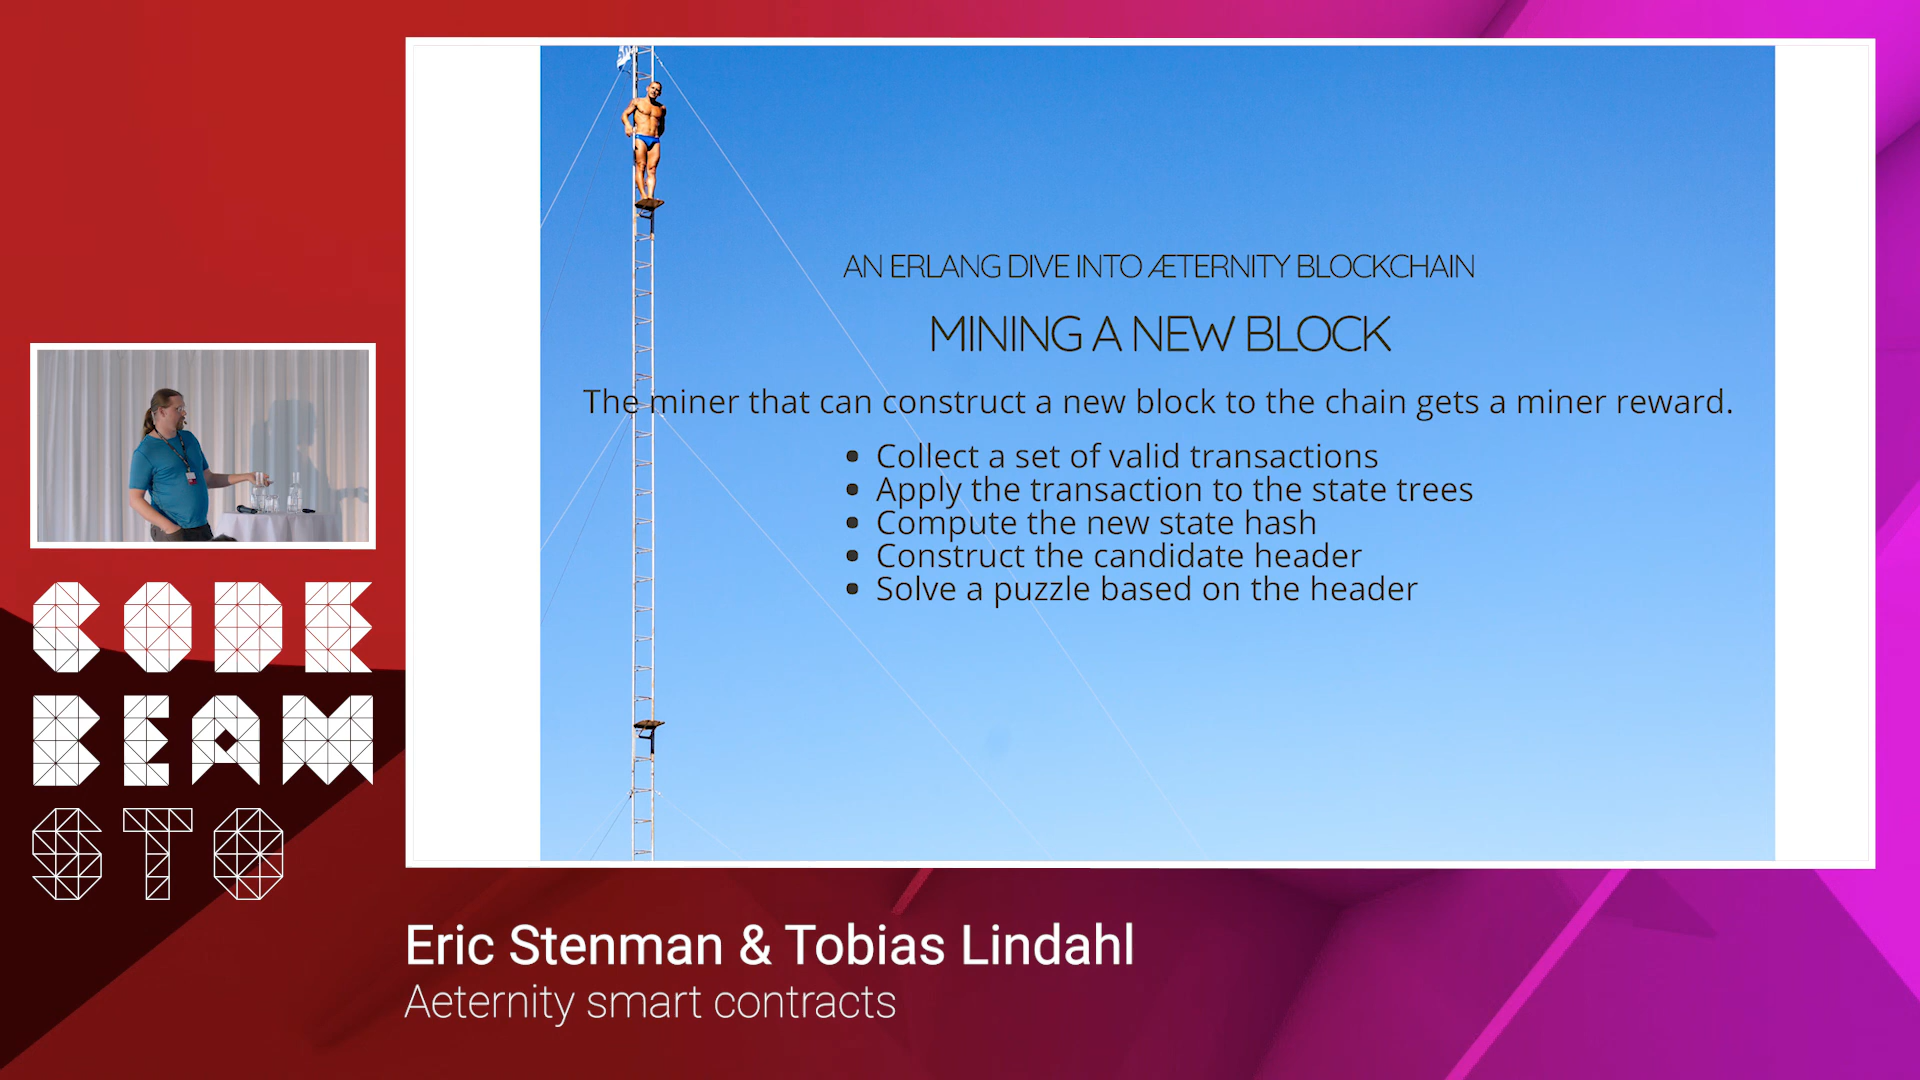 AN ERLANG DIVE INTO ÆTERNITY BLOCKCHAIN
MINING A NEW BLOCK
The miner that can construct a new block to the chain gets a miner reward.
• Collect a set of valid transactions
• Apply the transaction to the state trees
• Compute the new state hash
• Construct the candidate header
• Solve a puzzle based on the header
CODE
BEAM
STO
Eric Stenman & Tobias Lindahl
Aeternity smart contracts